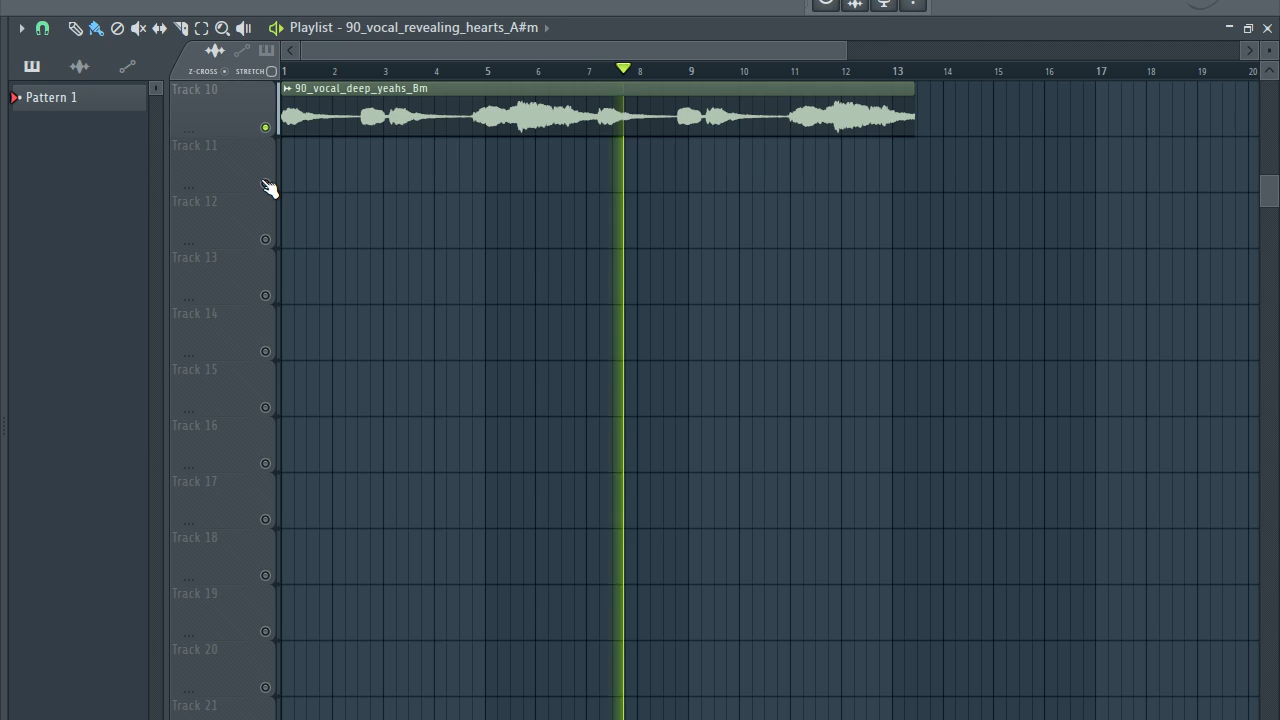 Playlist - 90_vocal_revealing_hearts_A#m
Z-CROSS STRETCH
1 2 3 4 5 6 7 8 9 10 11 12 13 14 15 16 17 18 19 20
Pattern 1
Track 10
90_vocal_deep_yeahs_Bm
Track 11
Track 12
Track 13
Track 14
Track 15
Track 16
Track 17
Track 18
Track 19
Track 20
Track 21